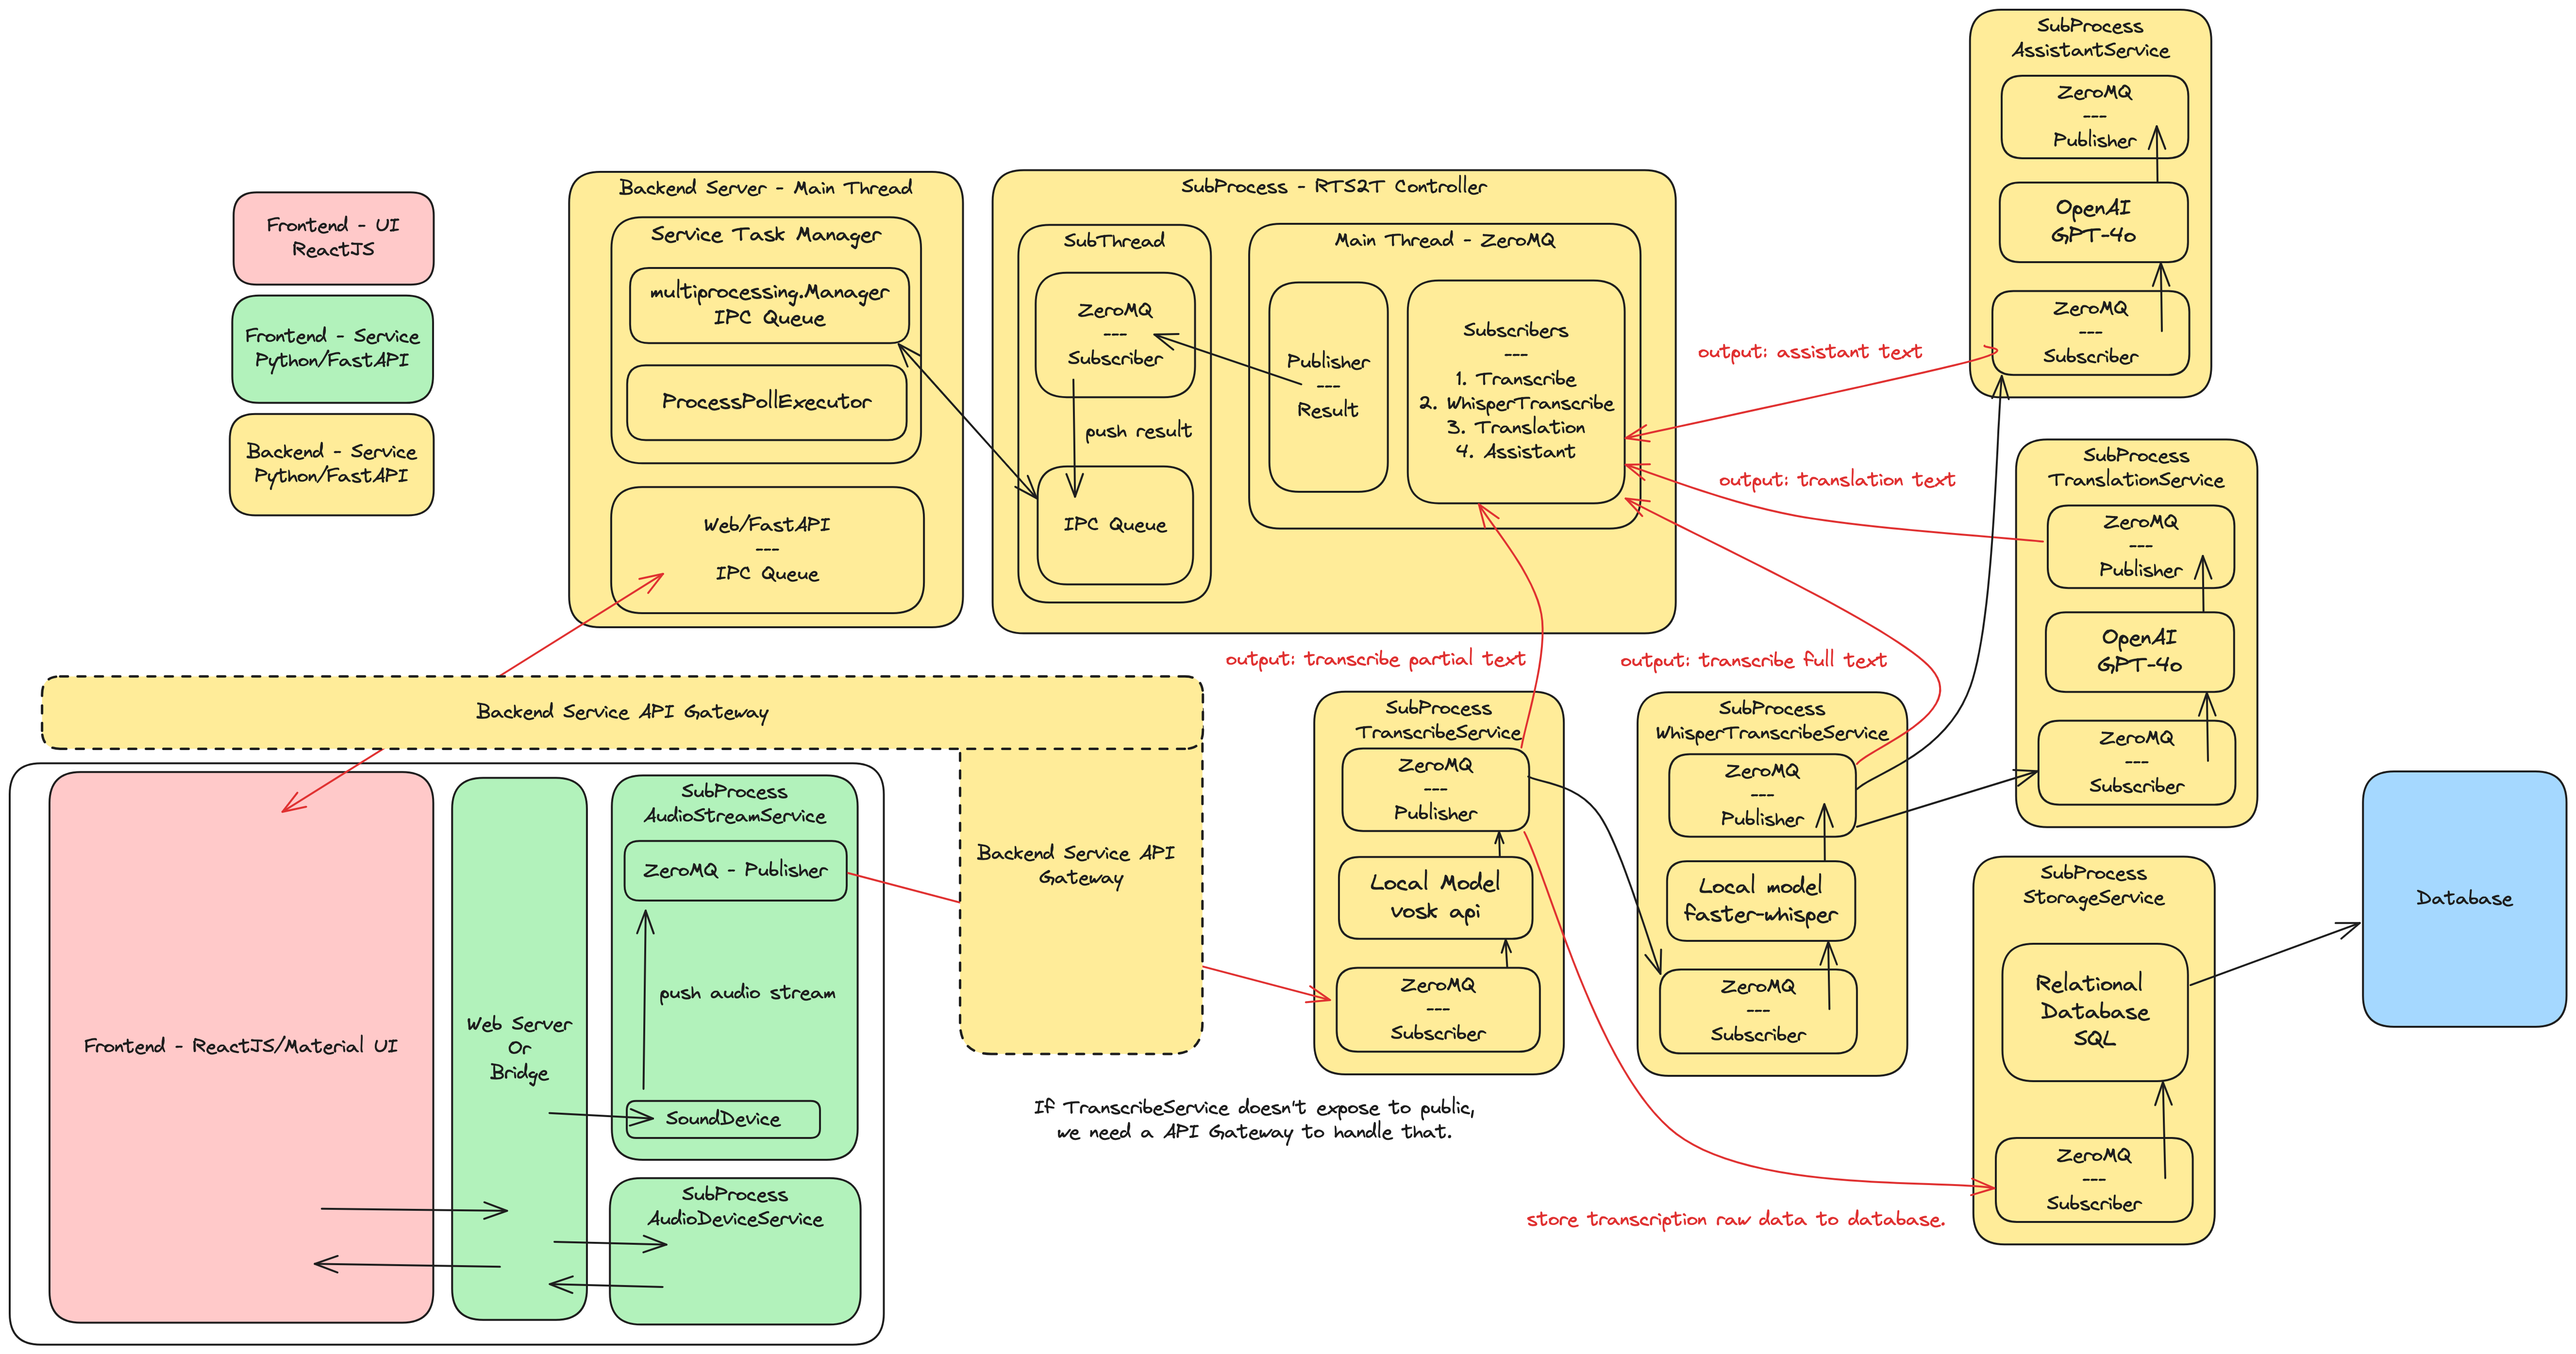 Frontend - UI
ReactJS
Frontend - Service
Python/FastAPI
Backend - Service
Python/FastAPI
Backend Server - Main Thread
Service Task Manager
multiprocessing.Manager
IPC Queue
ProcessPollExecutor
Web/FastAPI
---
IPC Queue
SubProcess - RTS2T Controller
SubThread
ZeroMQ
---
Subscriber
push result
IPC Queue
Main Thread - ZeroMQ
Publisher
---
Result
Subscribers
---
1. Transcribe
2. WhisperTranscribe
3. Translation
4. Assistant
SubProcess
AssistantService
ZeroMQ
---
Publisher
OpenAI
GPT-4o
ZeroMQ
---
Subscriber
output: assistant text
output: translation text
SubProcess
TranslationService
ZeroMQ
---
Publisher
OpenAI
GPT-4o
ZeroMQ
---
Subscriber
output: transcribe partial text
output: transcribe full text
Backend Service API Gateway
Backend Service API
Gateway
Frontend - ReactJS/Material UI
Web Server
Or
Bridge
SubProcess
AudioStreamService
ZeroMQ - Publisher
push audio stream
SoundDevice
SubProcess
AudioDeviceService
SubProcess
TranscribeService
ZeroMQ
---
Publisher
Local Model
vosk api
ZeroMQ
---
Subscriber
SubProcess
WhisperTranscribeService
ZeroMQ
---
Publisher
Local model
faster-whisper
ZeroMQ
---
Subscriber
If TranscribeService doesn't expose to public,
we need a API Gateway to handle that.
SubProcess
StorageService
Relational
Database
SQL
ZeroMQ
---
Subscriber
store transcription raw data to database.
Database